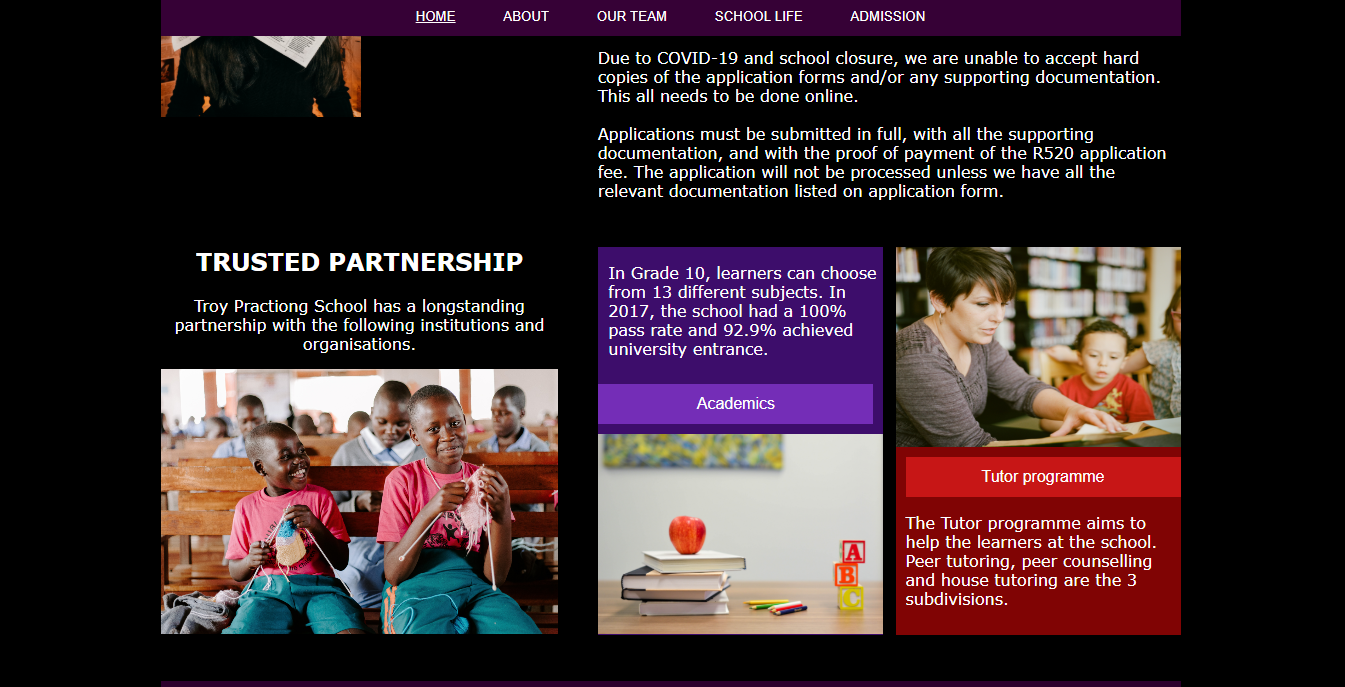 HOME ABOUT OUR TEAM SCHOOL LIFE ADMISSION
Due to COVID-19 and school closure, we are unable to accept hard
copies of the application forms and/or any supporting documentation.
This all needs to be done online.
Applications must be submitted in full, with all the supporting
documentation, and with the proof of payment of the R520 application
fee. The application will not be processed unless we have all the
relevant documentation listed on application form.
TRUSTED PARTNERSHIP
Troy Practiong School has a longstanding
partnership with the following institutions and
organisations.
In Grade 10, learners can choose
from 13 different subjects. In
2017, the school had a 100%
pass rate and 92.9% achieved
university entrance.
Academics
A
B
C
Tutor programme
The Tutor programme aims to
help the learners at the school.
Peer tutoring, peer counselling
and house tutoring are the 3
subdivisions.